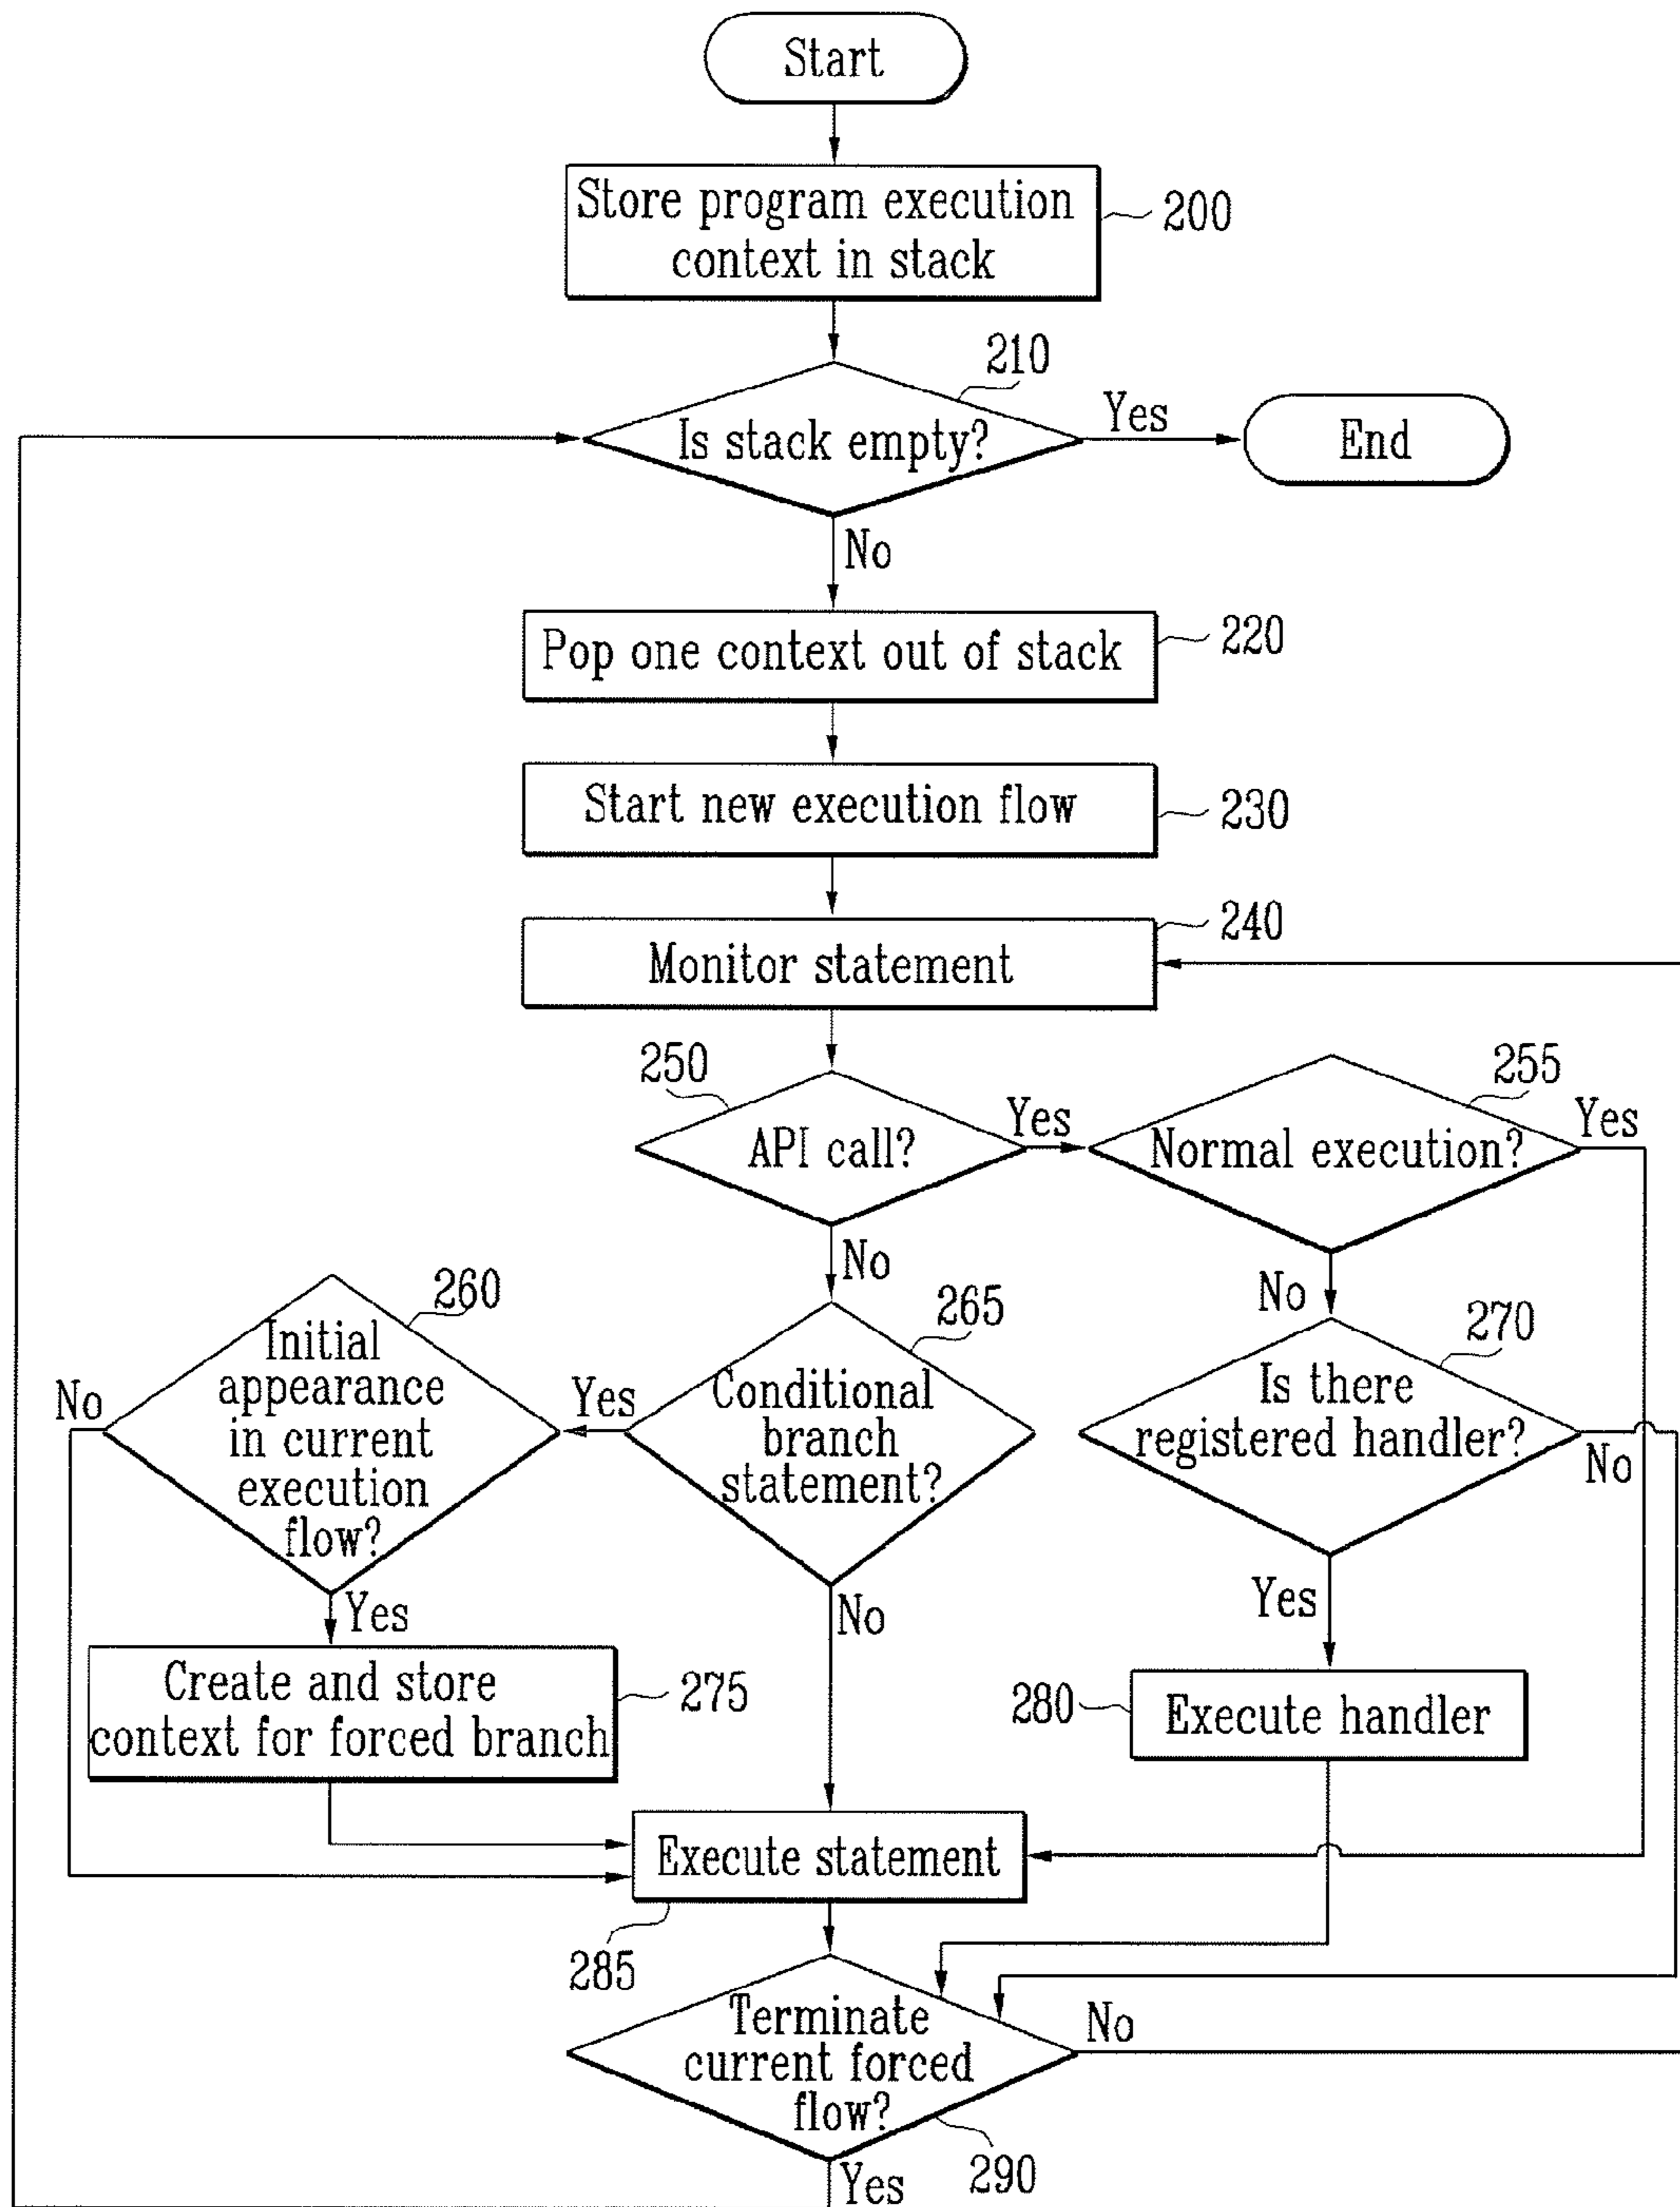 Start
Store program execution
context in stack
200
210
Is stack empty?
Yes
End
No
Pop one context out of stack
220
Start new execution flow
230
Monitor statement
240
250
API call?
Yes
255
Normal execution?
Yes
No
No
260
Initial
appearance
in current
execution
flow?
No
Yes
265
Conditional
branch
statement?
Yes
No
270
Is there
registered handler?
No
Yes
Create and store
context for forced branch
275
280
Execute handler
Execute statement
285
Terminate
current forced
flow?
No
290
Yes